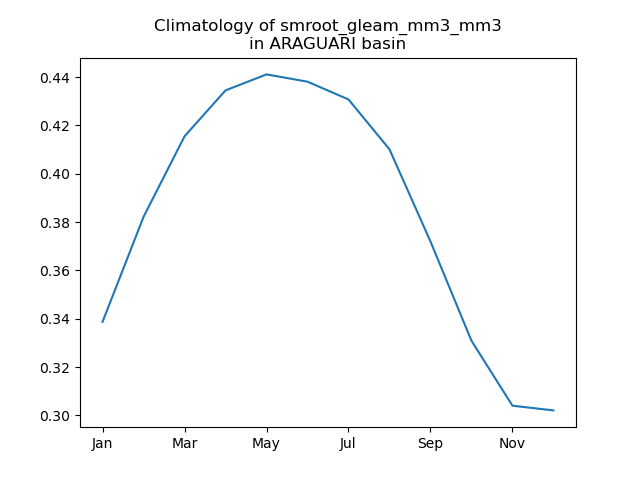 Climatology of smroot_gleam_mm3_mm3
in ARAGUARI basin
0.44
0.42
0.40
0.38
0.36
0.34
0.32
0.30
Jan Mar May Jul Sep Nov